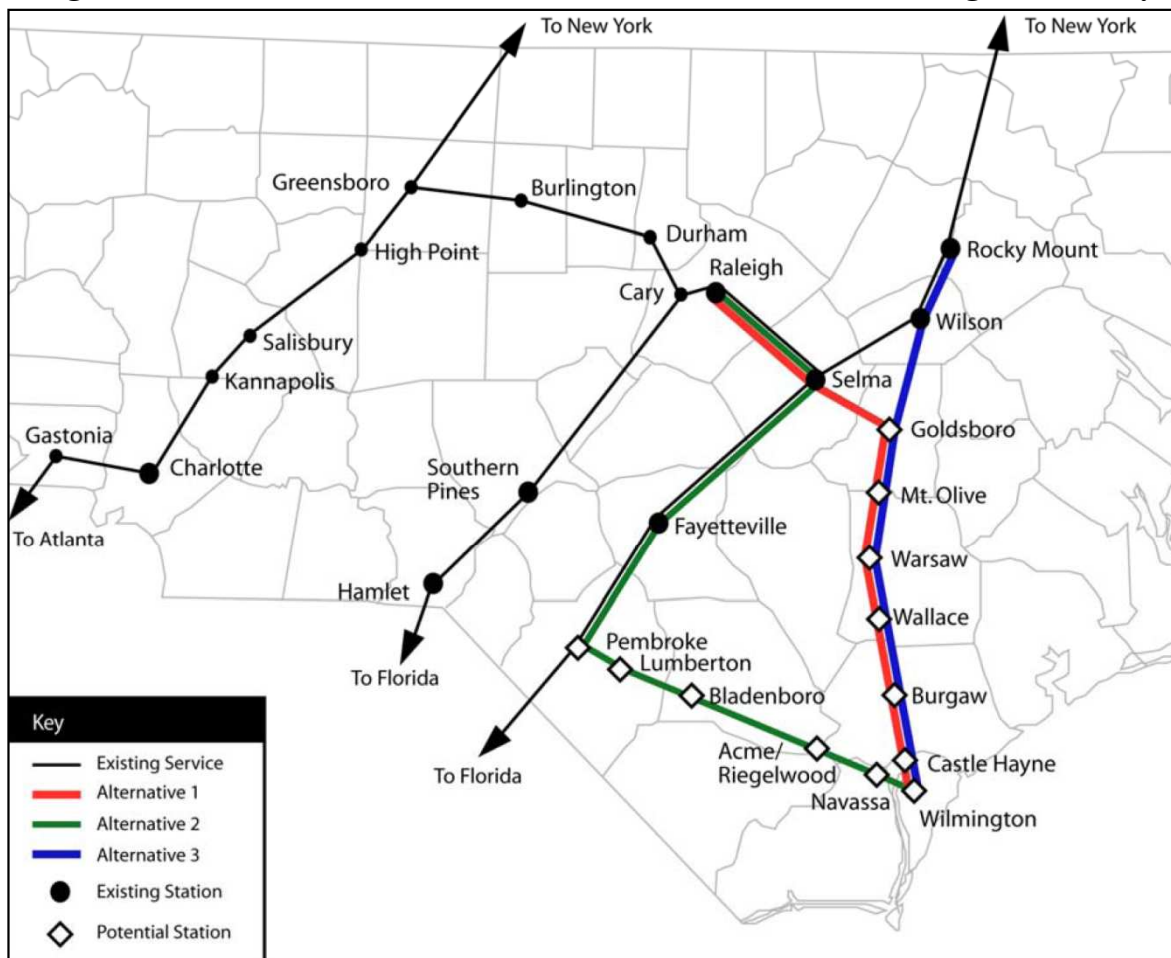 To New York
To New York
Greensboro
Burlington
Durham
High Point
Raleigh
Rocky Mount
Cary
Wilson
Salisbury
Selma
Kannapolis
Goldsboro
Gastonia
Charlotte
Southern
Pines
Mt. Olive
To Atlanta
Fayetteville
Warsaw
Hamlet
Wallace
Pembroke
Lumberton
To Florida
Bladenboro
Burgaw
Key
Acme/
Riegelwood
Castle Hayne
To Florida
Navassa
Wilmington
Existing Service
Alternative 1
Alternative 2
Alternative 3
Existing Station
Potential Station